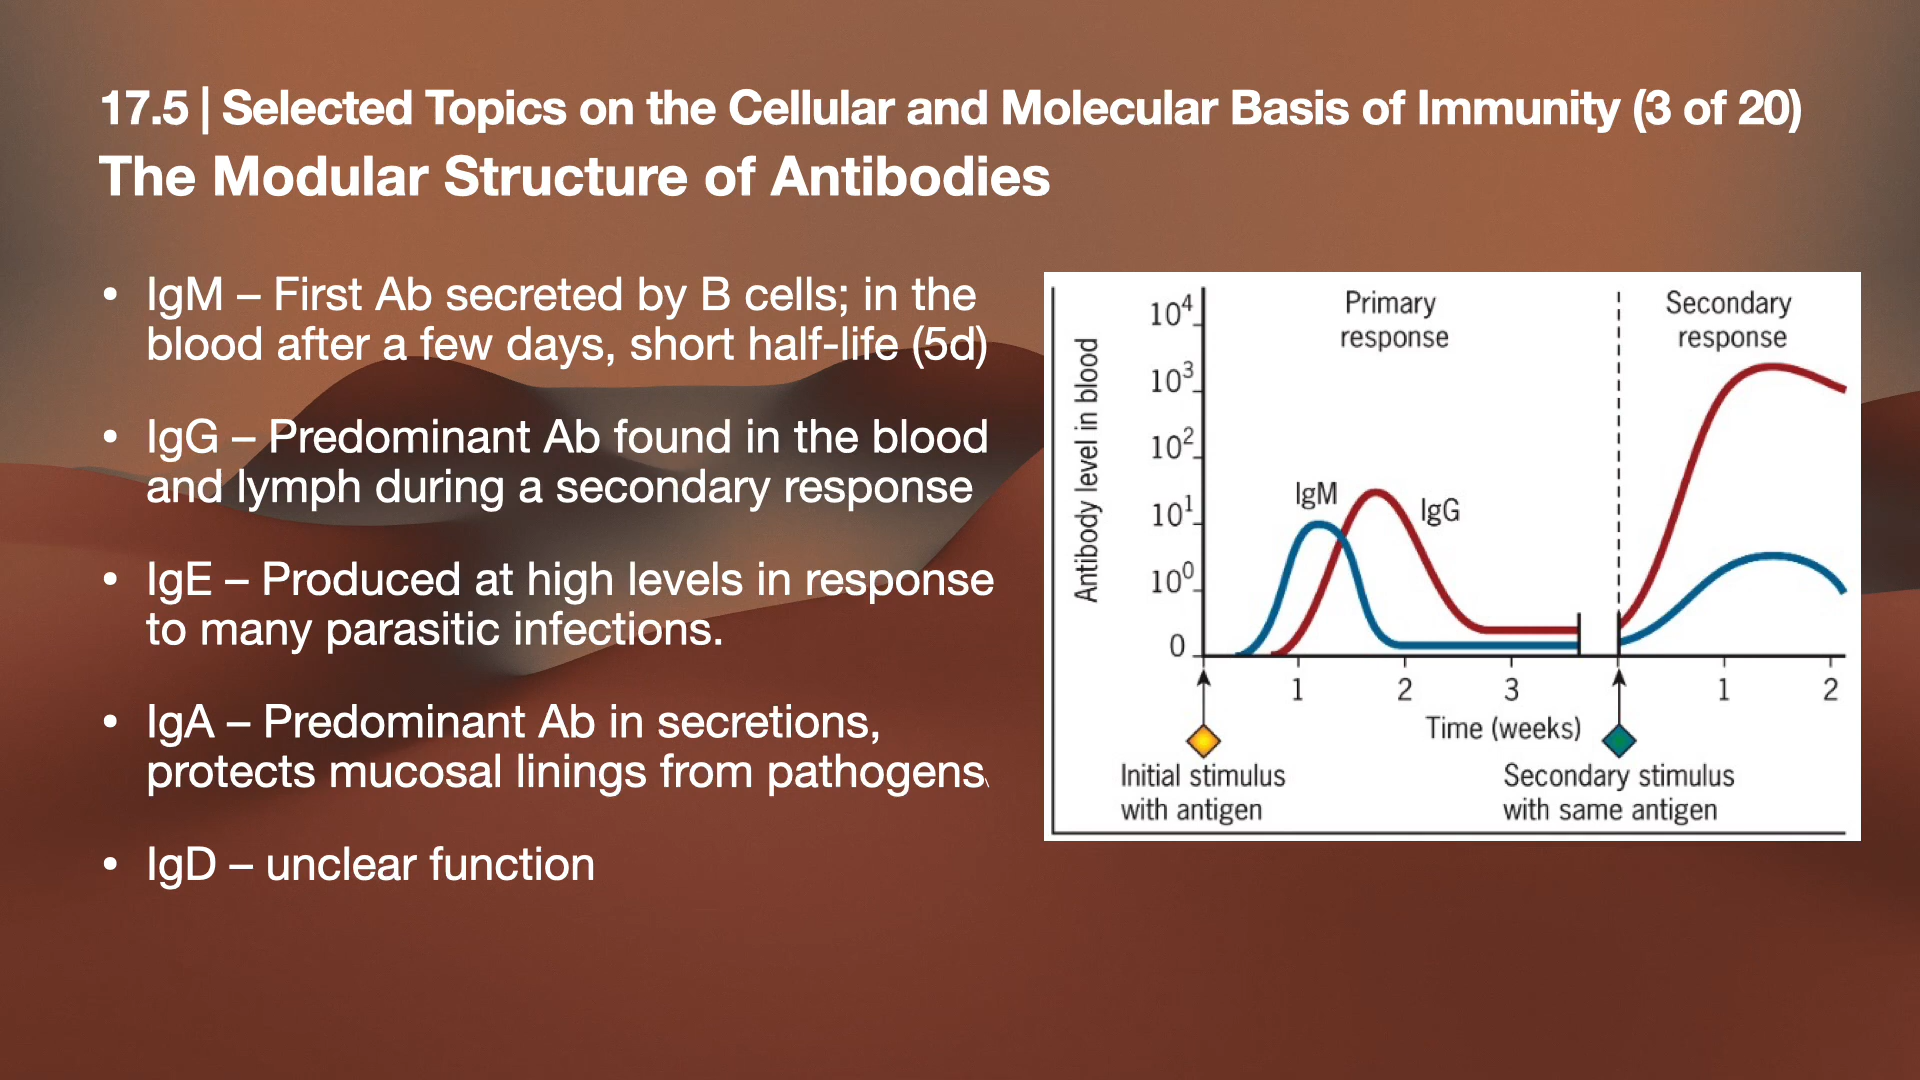 17.5 | Selected Topics on the Cellular and Molecular Basis of Immunity (3 of 20)
The Modular Structure of Antibodies
• IgM – First Ab secreted by B cells; in the
blood after a few days, short half-life (5d)
• IgG – Predominant Ab found in the blood
and lymph during a secondary response
• IgE – Produced at high levels in response
to many parasitic infections.
• IgA – Predominant Ab in secretions,
protects mucosal linings from pathogens\
• IgD – unclear function
Primary
response
Secondary
response
Antibody level in blood
10⁴
10³
10²
10¹
10⁰
0
IgM
IgG
1
2
3
1
2
Time (weeks)
Initial stimulus
with antigen
Secondary stimulus
with same antigen